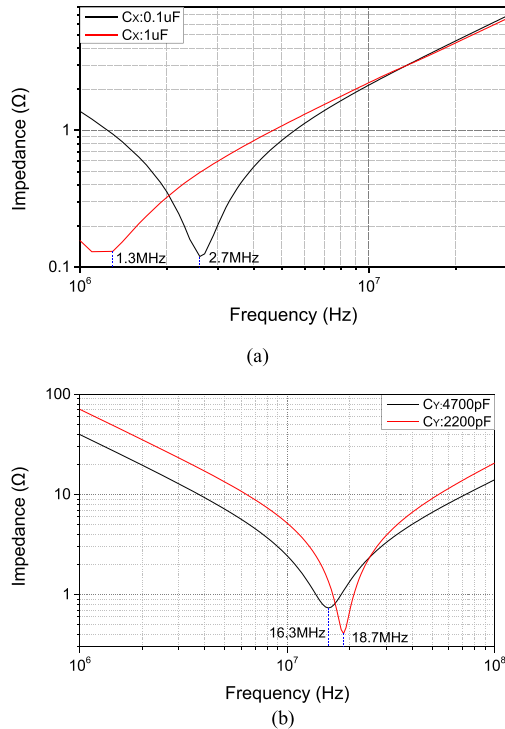 Cx:0.1uF
Cx:1uF
Impedance (Ω)
1
0.1
1.3MHz
2.7MHz
10⁶
10⁷
Frequency (Hz)
(a)
CY:4700pF
CY:2200pF
Impedance (Ω)
100
10
1
16.3MHz
18.7MHz
10⁶
10⁷
10⁸
Frequency (Hz)
(b)